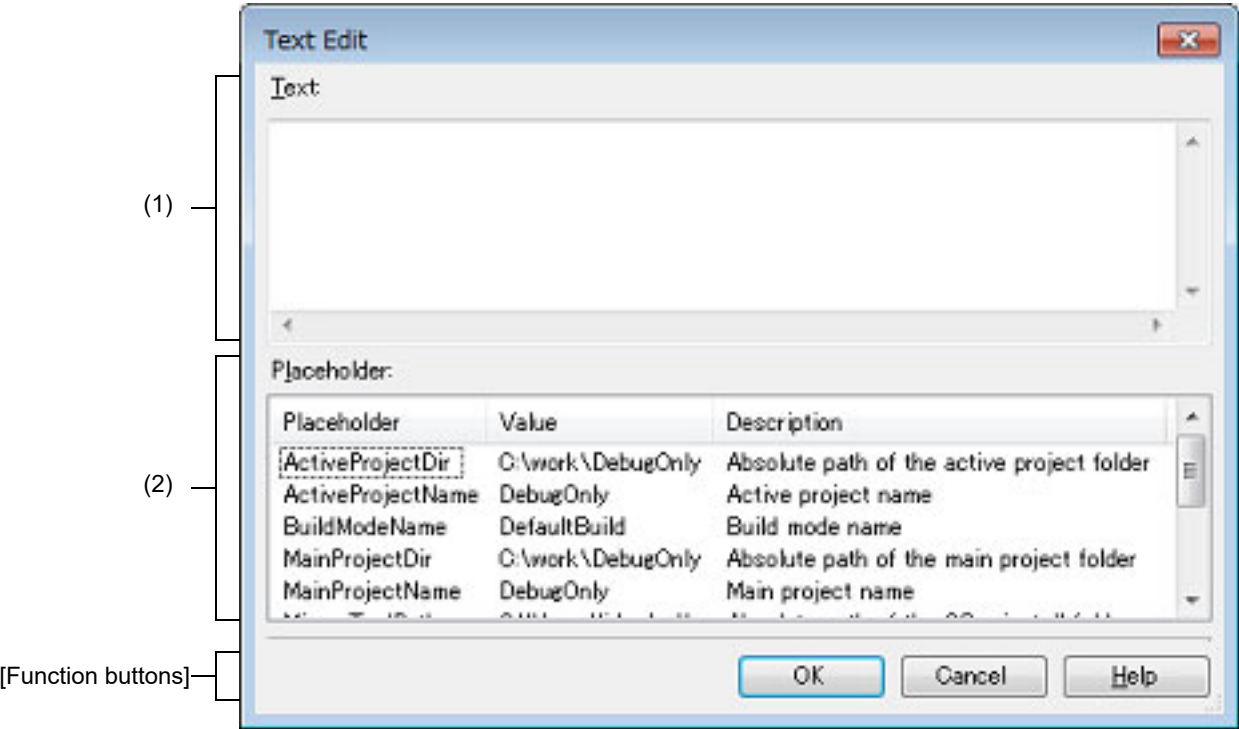 Text Edit
Text
(1)
Placeholder:
Placeholder Value Description
ActiveProjectDir C:\work\DebugOnly Absolute path of the active project folder
ActiveProjectName DebugOnly Active project name
(2)
BuildModeName DefaultBuild Build mode name
MainProjectDir C:\work\DebugOnly Absolute path of the main project folder
MainProjectName DebugOnly Main project name
[Function buttons]
OK Cancel Help